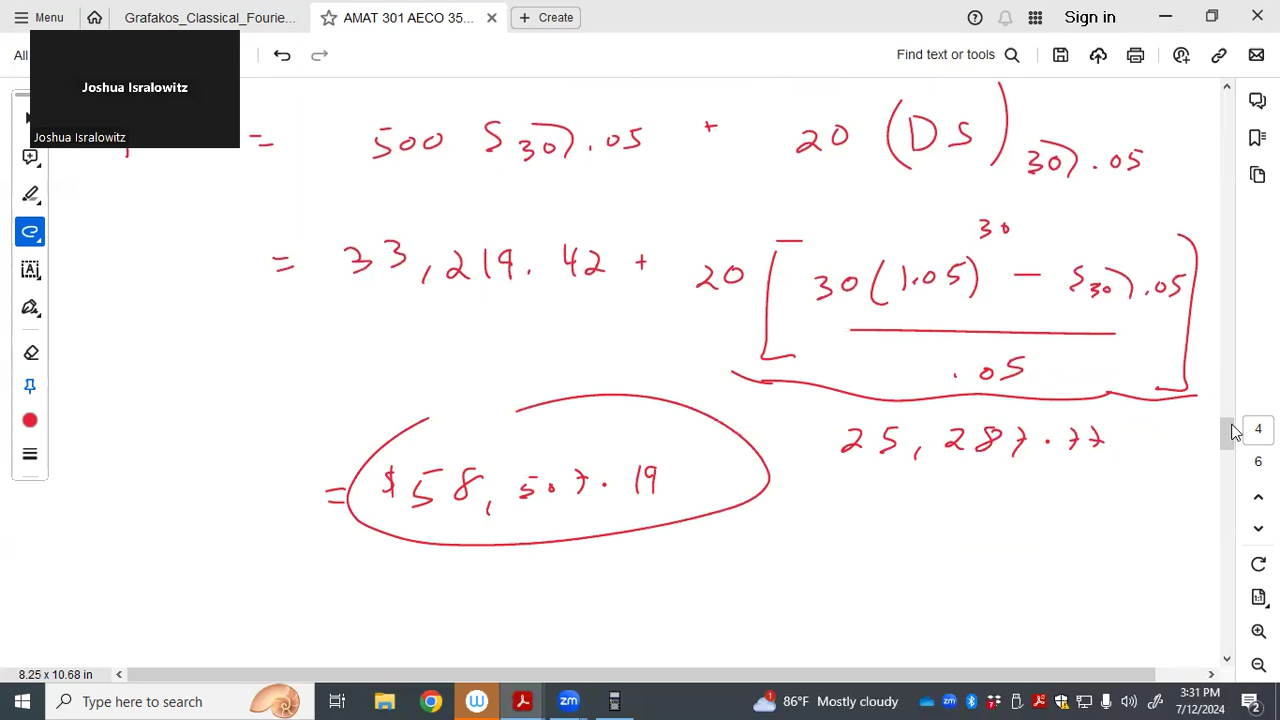 Menu Grafakos_Classical_Fourie... AMAT 301 AECO 35... Create Sign in
All Find text or tools
Joshua Isralowitz
Joshua Isralowitz
= 500 S 30 .05 + 20 (DS) 30 .05
= 33,219.42 + 20 [ 30(1.05)^30 - S 30 .05
.05 ]
25,287.77
= $58,507.19
4
6
8.25 x 10.68 in
Type here to search 86°F Mostly cloudy 3:31 PM
7/12/2024 2